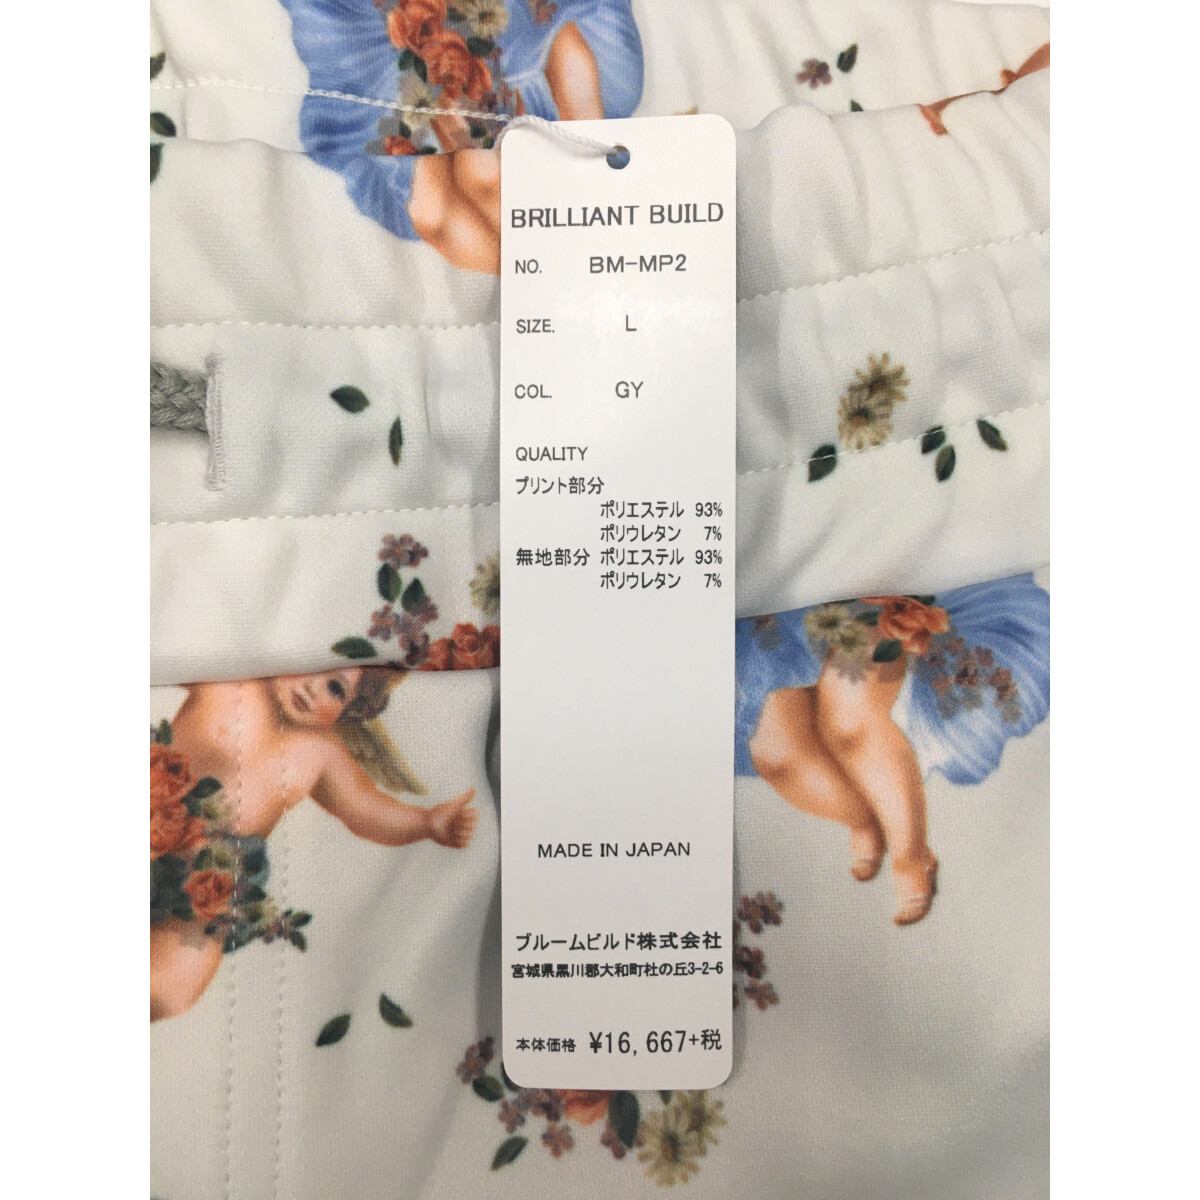 BRILLIANT BUILD
NO. BM-MP2
SIZE. L
COL. GY
QUALITY
プリント部分
ポリエステル 93%
ポリウレタン 7%
無地部分 ポリエステル 93%
ポリウレタン 7%
MADE IN JAPAN
ブルームビルド株式会社
宮城県黒川郡大和町杜の丘3-2-6
本体価格 ¥16,667+税